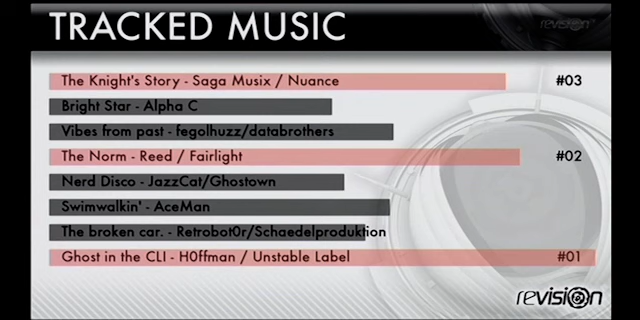 TRACKED MUSIC
revision
The Knight's Story - Saga Musix / Nuance #03
Bright Star - Alpha C
Vibes from past - fegolhuzz/databrothers
The Norm - Reed / Fairlight #02
Nerd Disco - JazzCat/Ghostown
Swimwalkin' - AceMan
The broken car. - Retrobot0r/Schaedelproduktion
Ghost in the CLI - H0ffman / Unstable Label #01
revision